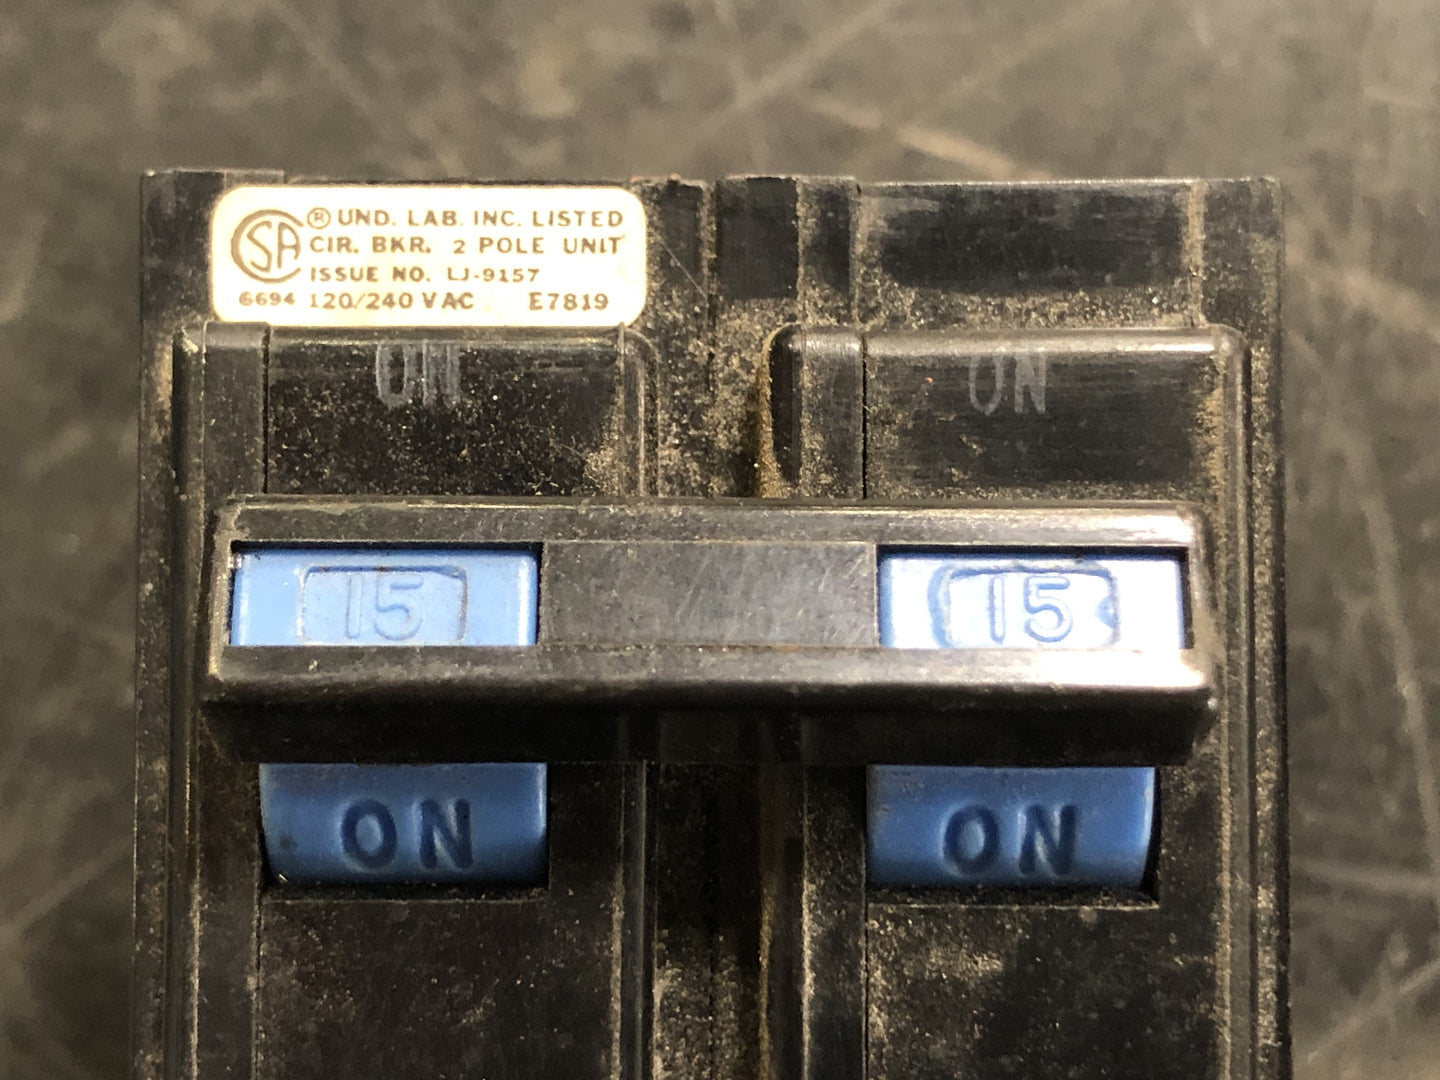 CSA ® UND. LAB. INC. LISTED
CIR. BKR. 2 POLE UNIT
ISSUE NO. LJ-9157
6694 120/240 VAC E7819
ON ON
15 15
ON ON